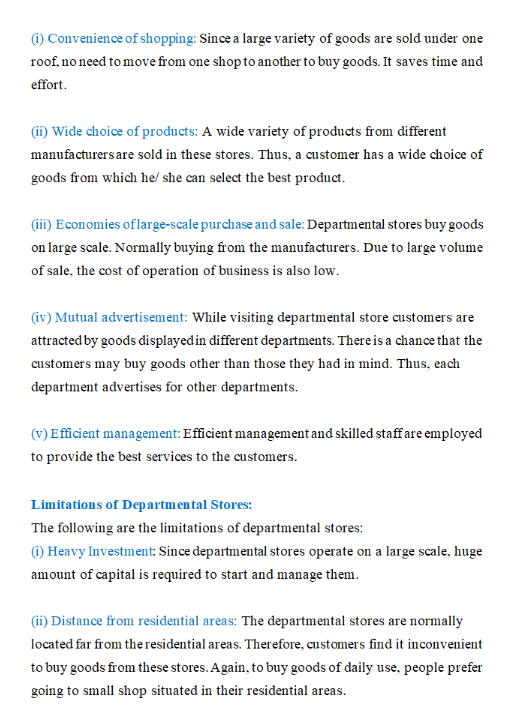 (i) Convenience of shopping: Since a large variety of goods are sold under one
roof, no need to move from one shop to another to buy goods. It saves time and
effort.
(ii) Wide choice of products: A wide variety of products from different
manufacturers are sold in these stores. Thus, a customer has a wide choice of
goods from which he/ she can select the best product.
(iii) Economies of large-scale purchase and sale: Departmental stores buy goods
on large scale. Normally buying from the manufacturers. Due to large volume
of sale, the cost of operation of business is also low.
(iv) Mutual advertisement: While visiting departmental store customers are
attracted by goods displayed in different departments. There is a chance that the
customers may buy goods other than those they had in mind. Thus, each
department advertises for other departments.
(v) Efficient management: Efficient management and skilled staff are employed
to provide the best services to the customers.
Limitations of Departmental Stores:
The following are the limitations of departmental stores:
(i) Heavy Investment: Since departmental stores operate on a large scale, huge
amount of capital is required to start and manage them.
(ii) Distance from residential areas: The departmental stores are normally
located far from the residential areas. Therefore, customers find it inconvenient
to buy goods from these stores. Again, to buy goods of daily use, people prefer
going to small shop situated in their residential areas.